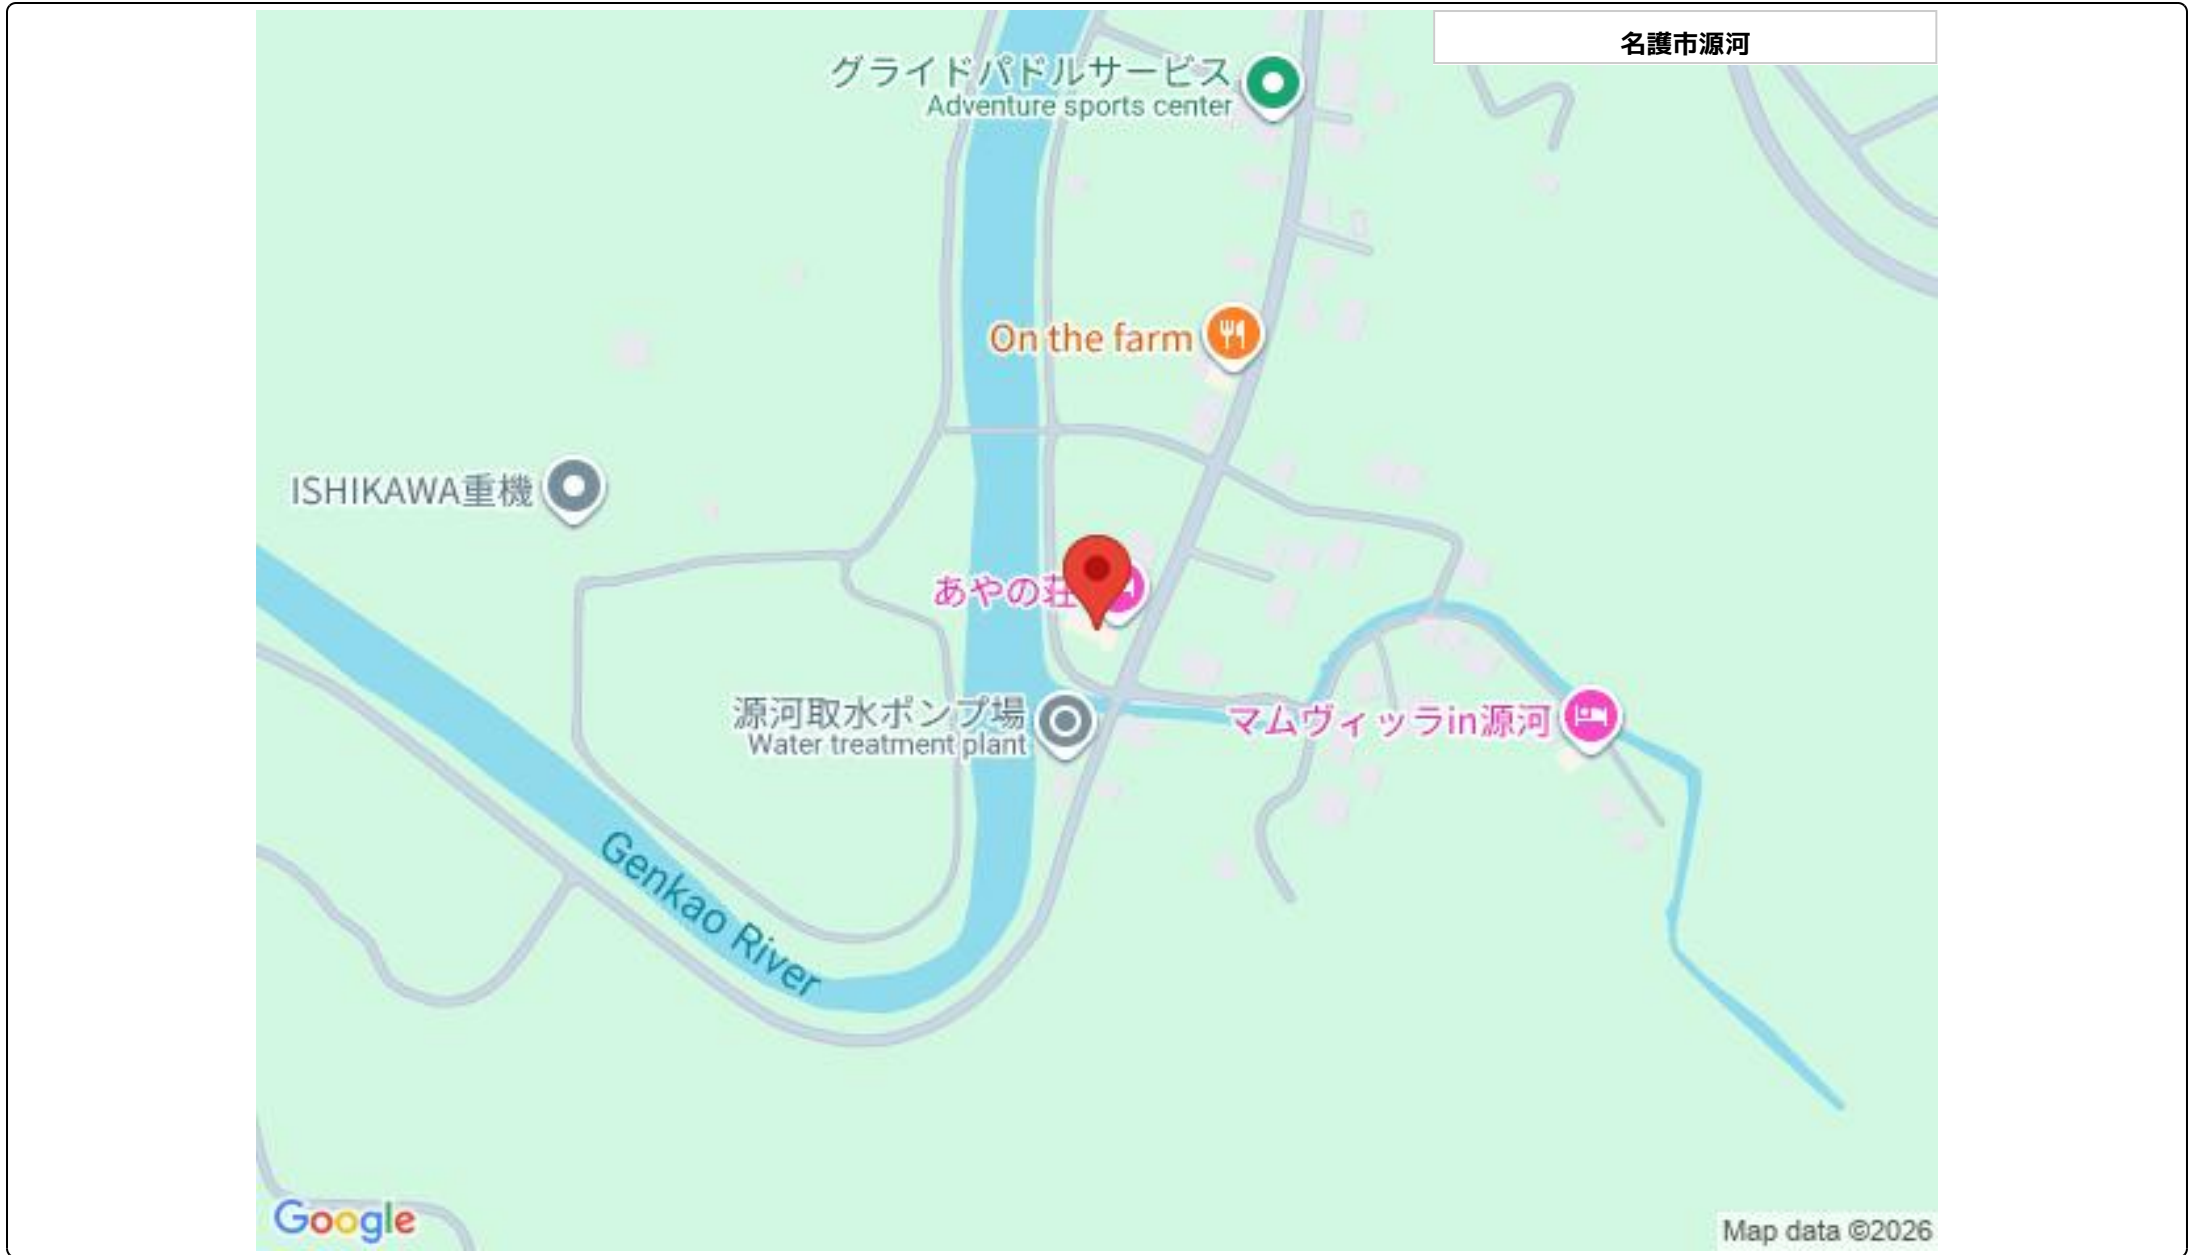 名護市源河
グライドパドルサービス
Adventure sports center
On the farm
ISHIKAWA重機
あやの荘
源河取水ポンプ場
Water treatment plant
マムヴィッラin源河
Genkao River
Google
Map data ©2026